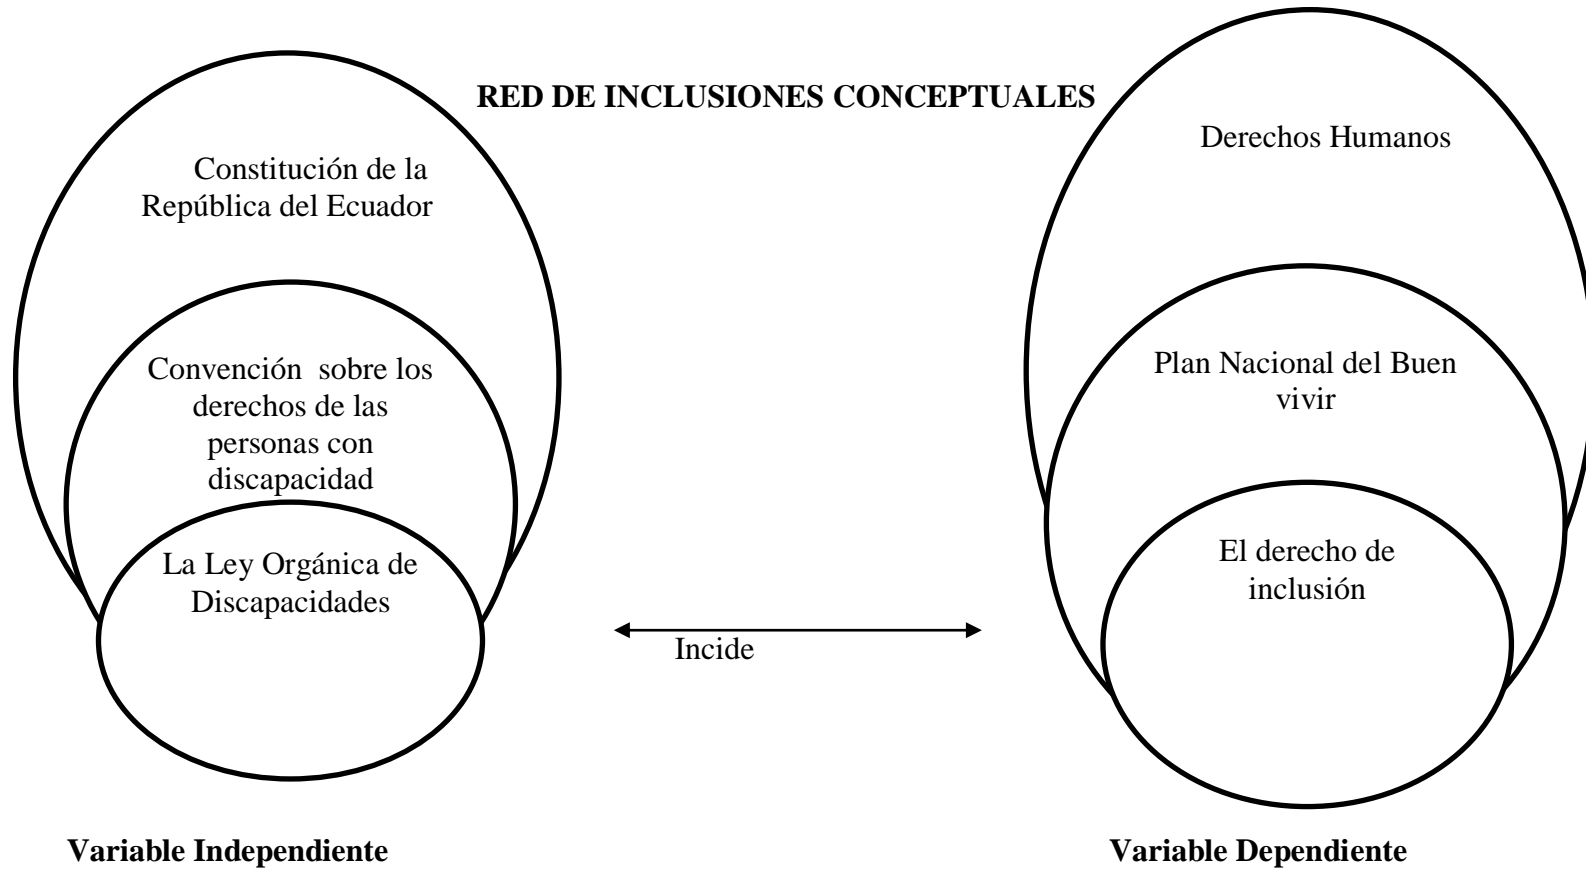 RED DE INCLUSIONES CONCEPTUALES
Constitución de la
República del Ecuador
Convención  sobre los
derechos de las
personas con
discapacidad
La Ley Orgánica de
Discapacidades
Incide
Derechos Humanos
Plan Nacional del Buen
vivir
El derecho de
inclusión
Variable Independiente
Variable Dependiente